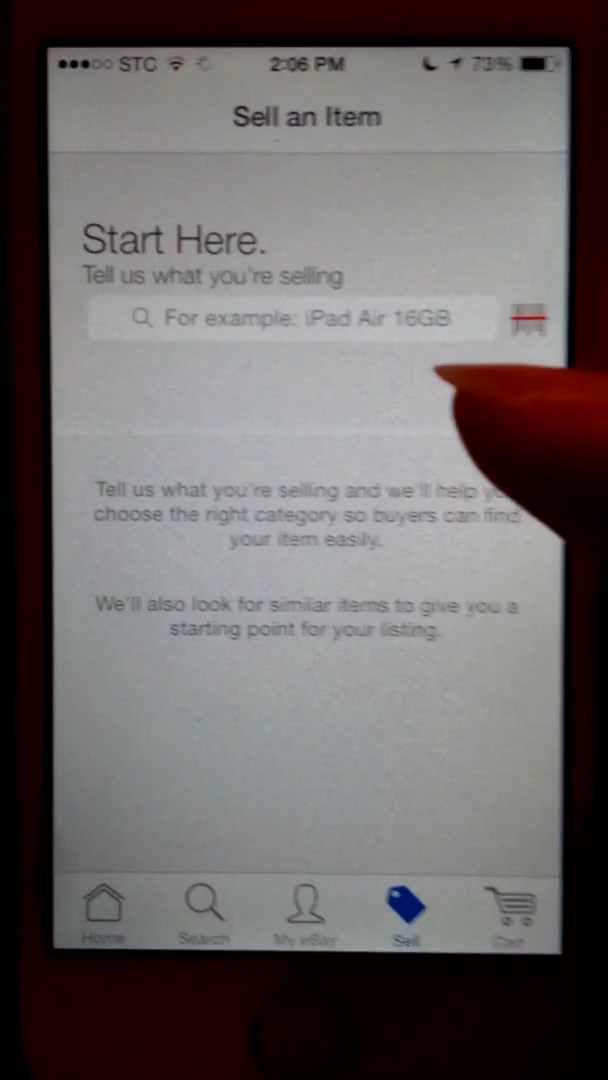 STC 2:06 PM 73%
Sell an Item
Start Here.
Tell us what you're selling
For example: iPad Air 16GB
Tell us what you're selling and we'll help
choose the right category so buyers can find
your item easily.
We'll also look for similar items to give you a
starting point for your listing.
Home Search My eBay Sell Cart